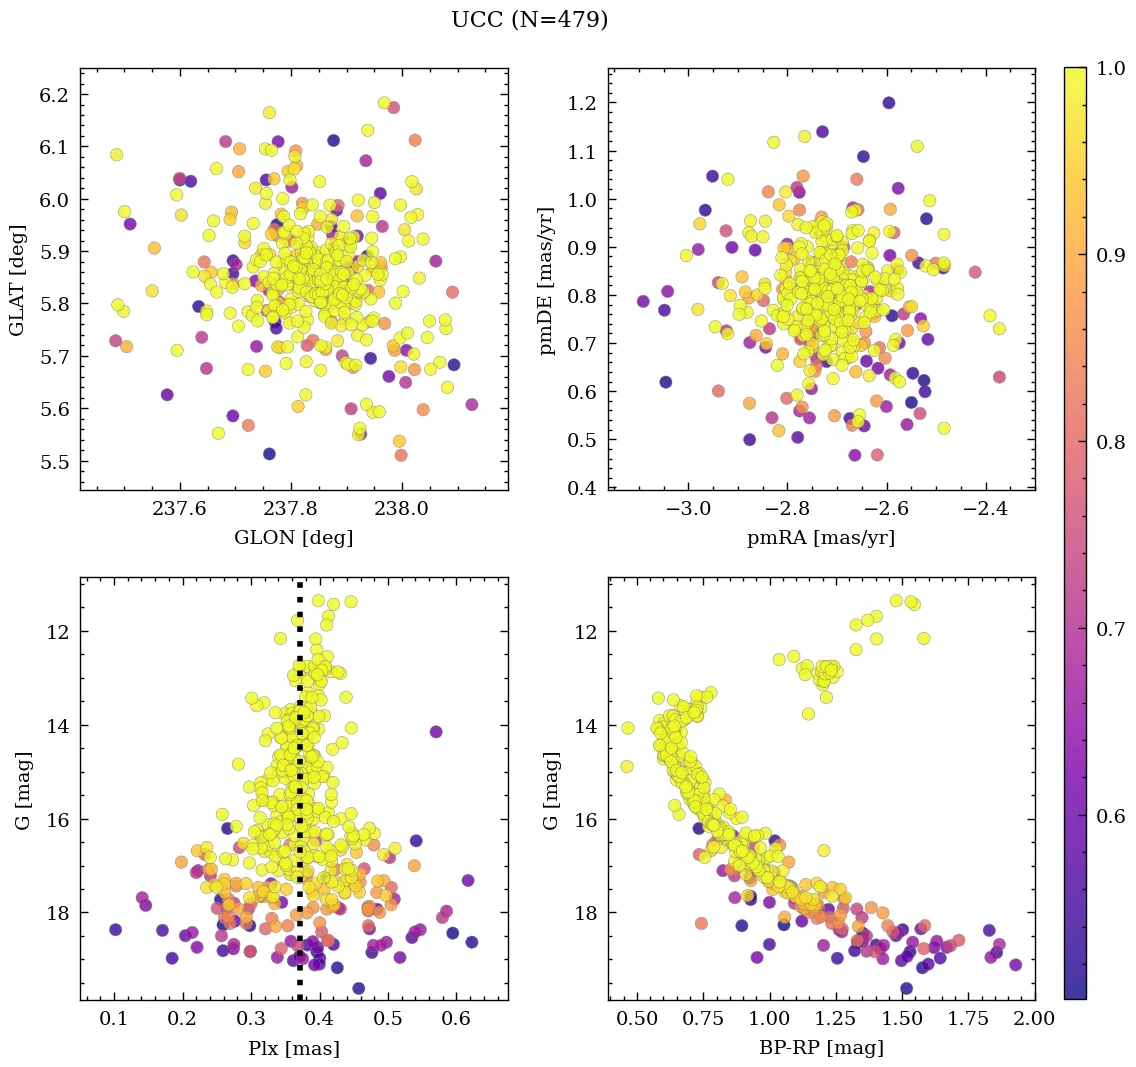 UCC (N=479)
6.2
6.1
6.0
5.9
5.8
5.7
5.6
5.5
GLAT [deg]
237.6 237.8 238.0
GLON [deg]
1.2
1.1
1.0
0.9
0.8
0.7
0.6
0.5
0.4
pmDE [mas/yr]
−3.0 −2.8 −2.6 −2.4
pmRA [mas/yr]
1.0
0.9
0.8
0.7
0.6
12
14
16
18
G [mag]
0.1 0.2 0.3 0.4 0.5 0.6
Plx [mas]
12
14
16
18
G [mag]
0.50 0.75 1.00 1.25 1.50 1.75 2.00
BP-RP [mag]